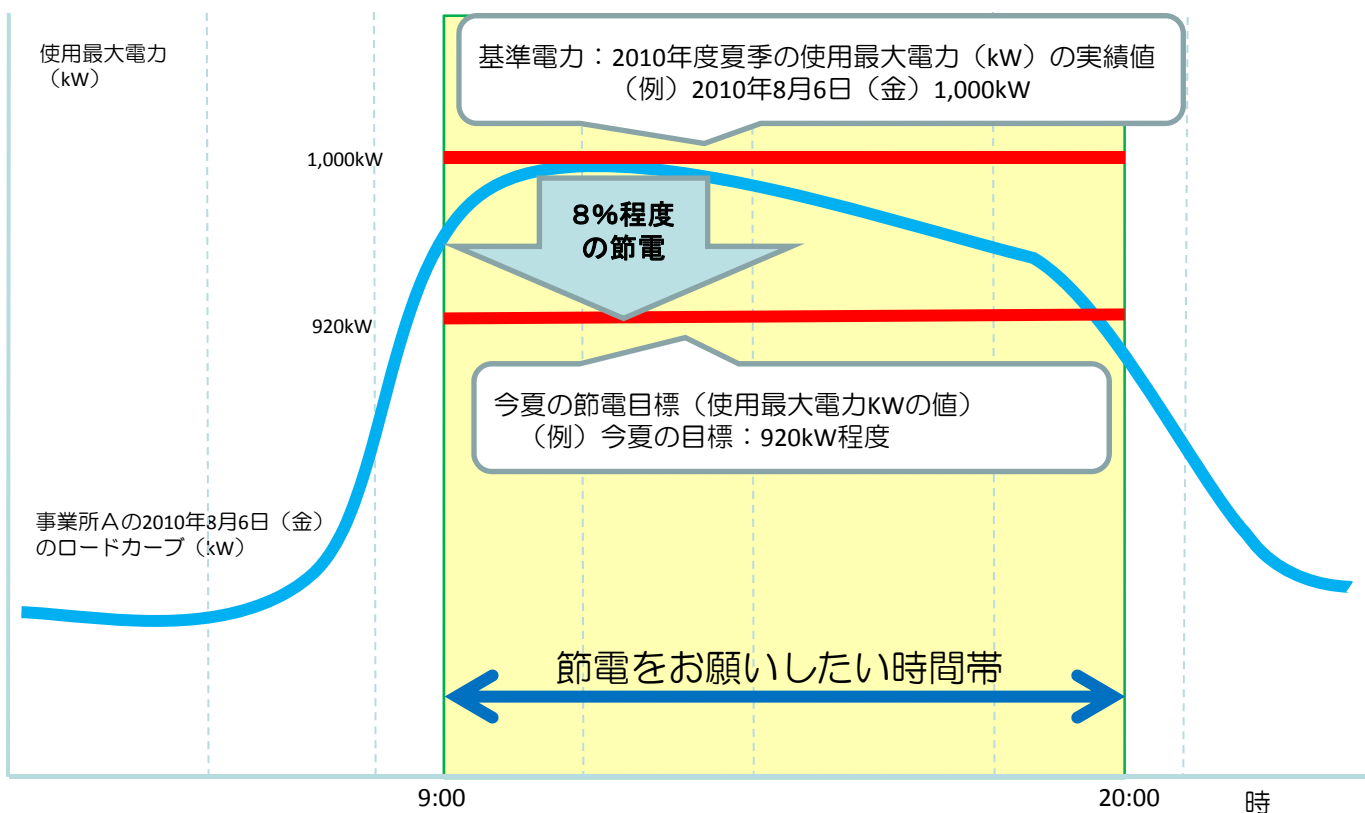 使用最大電力
（kW）
基準電力：2010年度夏季の使用最大電力（kW）の実績値
（例）2010年8月6日（金）1,000kW
1,000kW
8%程度
の節電
920kW
今夏の節電目標（使用最大電力KWの値）
（例）今夏の目標：920kW程度
事業所Ａの2010年8月6日（金）
のロードカーブ（kW）
節電をお願いしたい時間帯
9:00
20:00
時